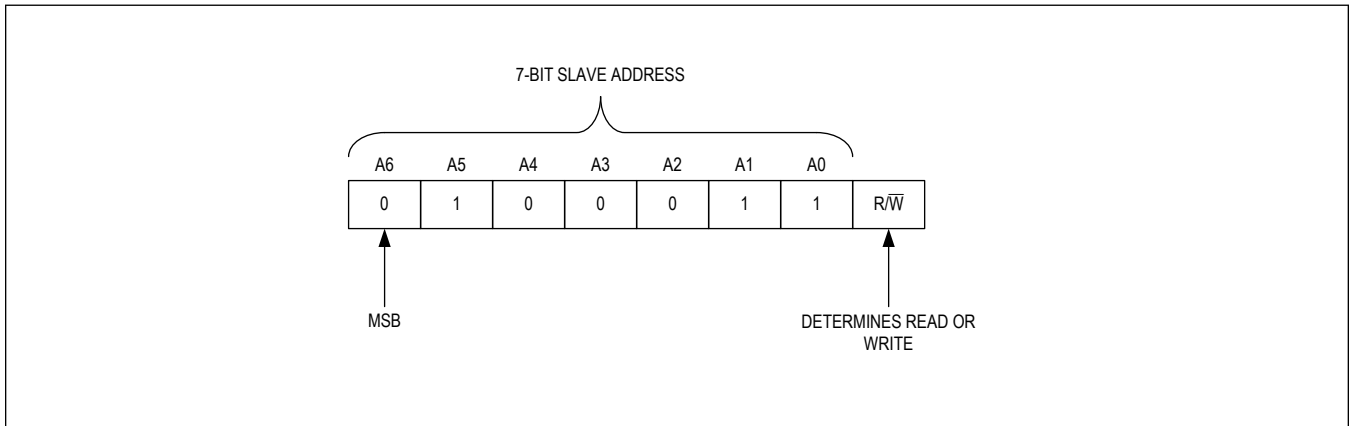 7-BIT SLAVE ADDRESS
A6 A5 A4 A3 A2 A1 A0
0 1 0 0 0 1 1 R/W̅
MSB
DETERMINES READ OR
WRITE